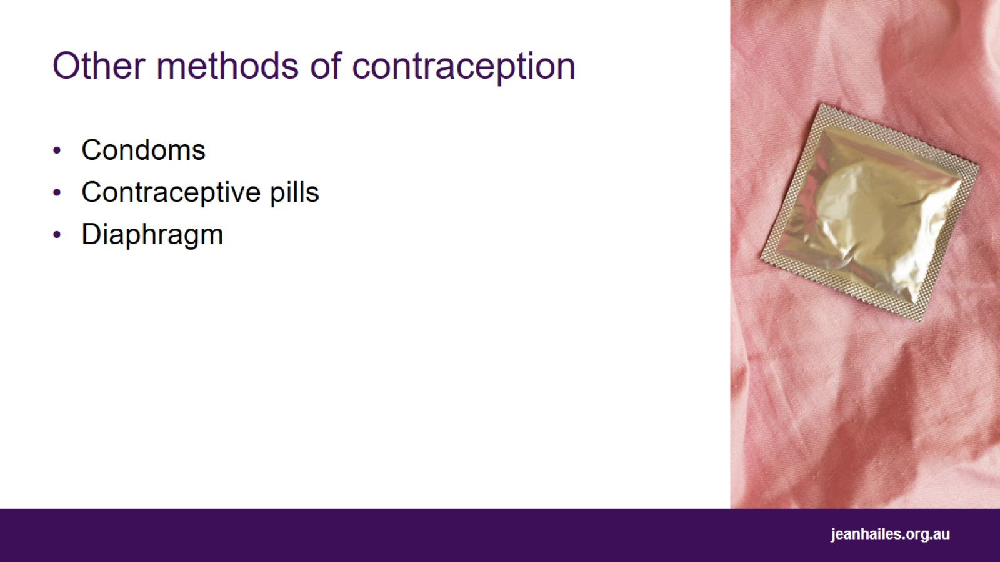 Other methods of contraception
• Condoms
• Contraceptive pills
• Diaphragm
jeanhailes.org.au